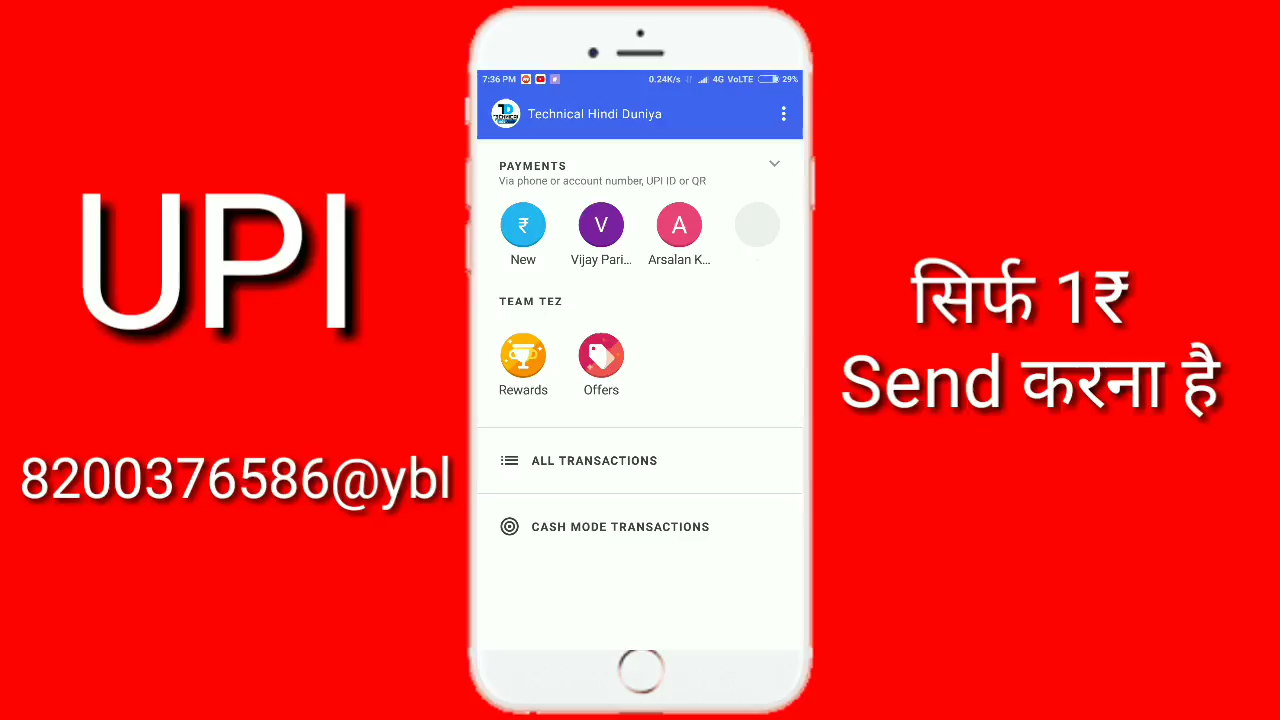 UPI
8200376586@ybl
7:36 PM 0.24K/s 4G VoLTE 29%
Technical Hindi Duniya
PAYMENTS
Via phone or account number, UPI ID or QR
₹ V A
New Vijay Pari... Arsalan K...
TEAM TEZ
Rewards Offers
ALL TRANSACTIONS
CASH MODE TRANSACTIONS
सिर्फ 1₹
Send करना है